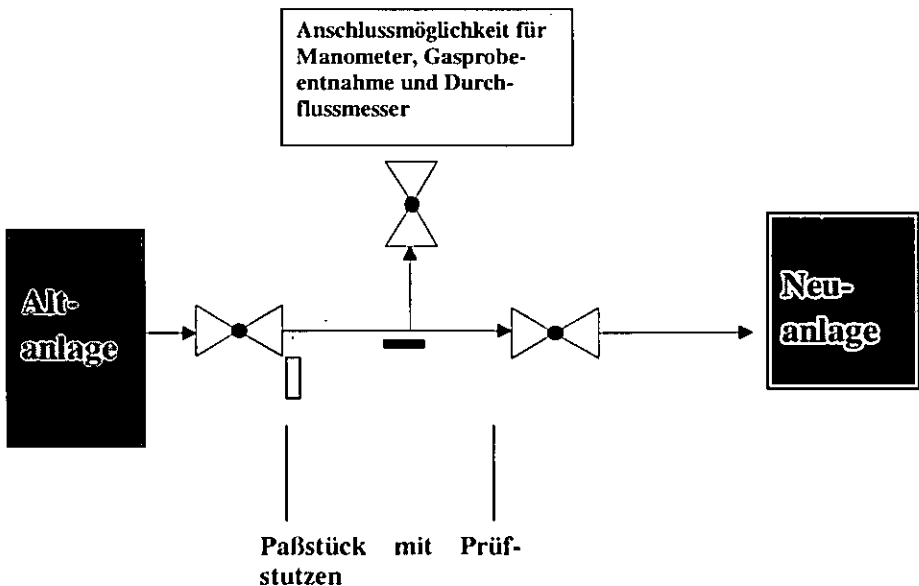 Anschlussmöglichkeit für
Manometer, Gasprobe-
entnahme und Durch-
flussmesser
Alt-
anlage
Neu-
anlage
Paßstück mit Prüf-
stutzen